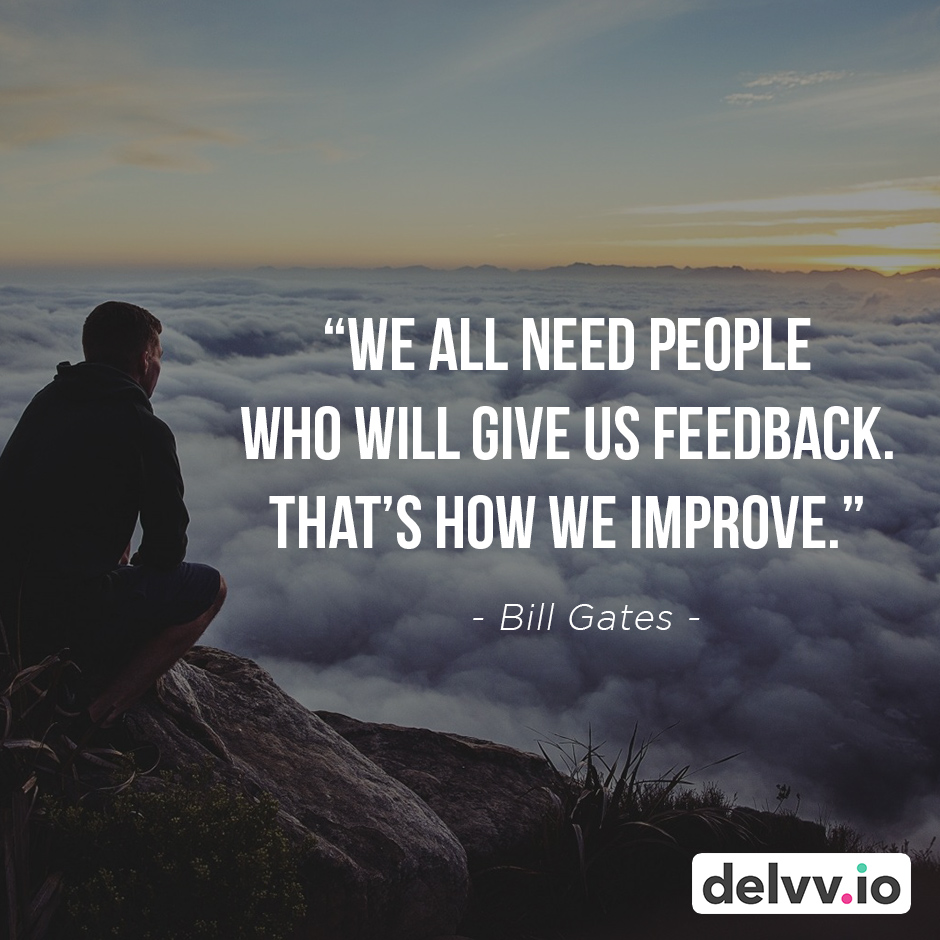 “WE ALL NEED PEOPLE
WHO WILL GIVE US FEEDBACK.
THAT’S HOW WE IMPROVE.”
- Bill Gates -
delvv.io